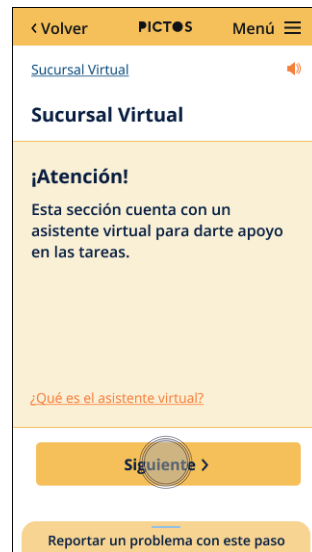 < Volver PICTOS Menú
Sucursal Virtual
Sucursal Virtual
¡Atención!
Esta sección cuenta con un
asistente virtual para darte apoyo
en las tareas.
¿Qué es el asistente virtual?
Siguiente >
Reportar un problema con este paso